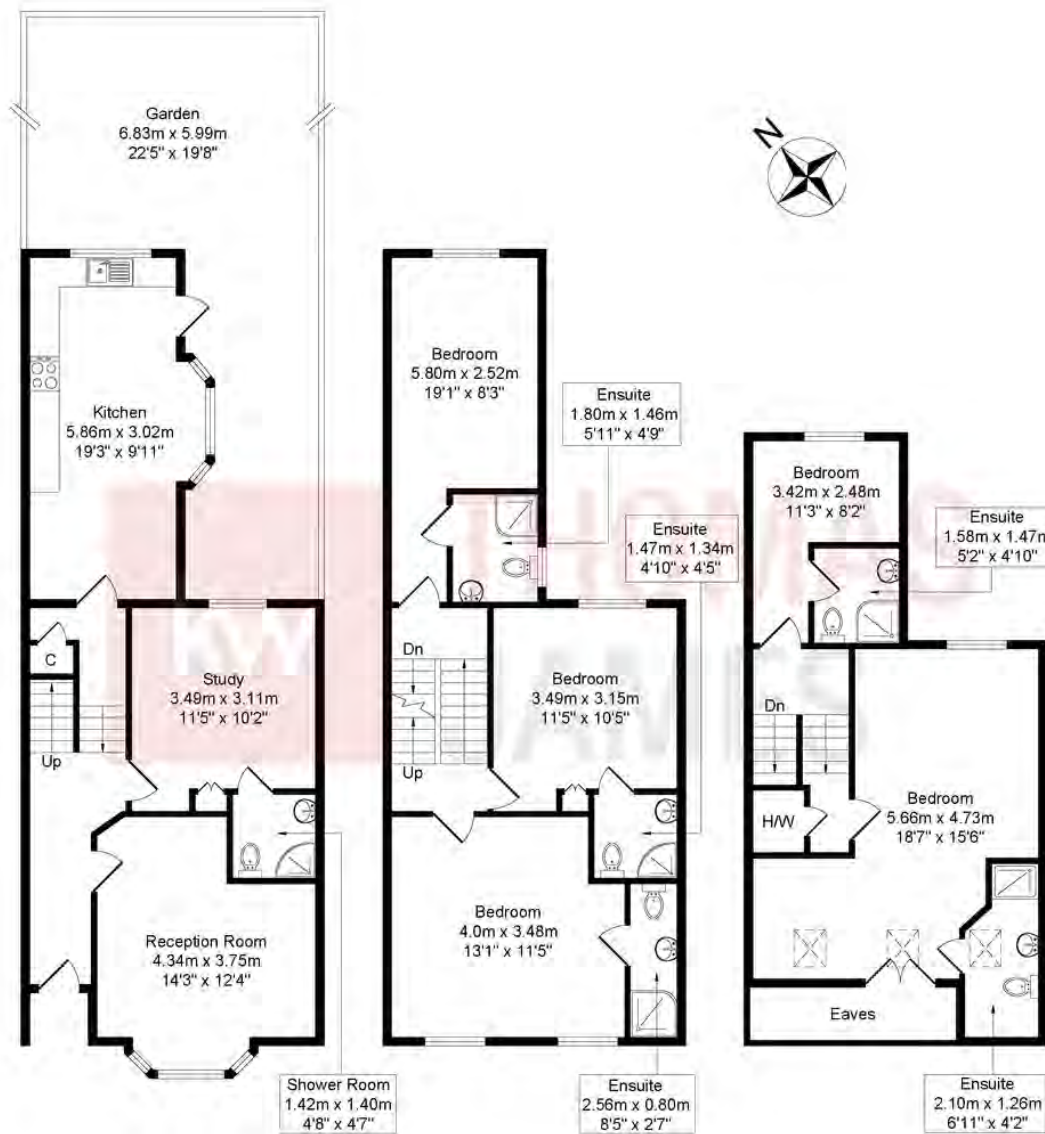 Garden
6.83m x 5.99m
22'5" x 19'8"
N
Kitchen
5.86m x 3.02m
19'3" x 9'11"
C
Up
Study
3.49m x 3.11m
11'5" x 10'2"
Reception Room
4.34m x 3.75m
14'3" x 12'4"
Shower Room
1.42m x 1.40m
4'8" x 4'7"
Bedroom
5.80m x 2.52m
19'1" x 8'3"
Ensuite
1.80m x 1.46m
5'11" x 4'9"
Ensuite
1.47m x 1.34m
4'10" x 4'5"
Dn
Up
Bedroom
3.49m x 3.15m
11'5" x 10'5"
Bedroom
4.0m x 3.48m
13'1" x 11'5"
Ensuite
2.56m x 0.80m
8'5" x 2'7"
Bedroom
3.42m x 2.48m
11'3" x 8'2"
Ensuite
1.58m x 1.47m
5'2" x 4'10"
Dn
H/W
Bedroom
5.66m x 4.73m
18'7" x 15'6"
Eaves
Ensuite
2.10m x 1.26m
6'11" x 4'2"
THOMAS
JAMES